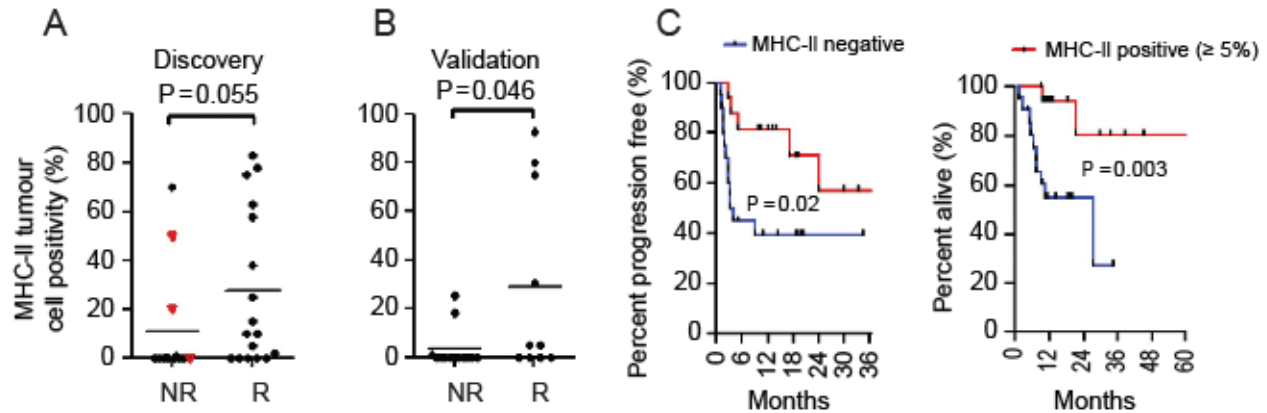 A
Discovery
P = 0.055
MHC-II tumour
cell positivity (%)
100
80
60
40
20
0
NR
R
B
Validation
P = 0.046
100
80
60
40
20
0
NR
R
C
MHC-II negative
MHC-II positive (≥ 5%)
Percent progression free (%)
100
80
60
40
20
0
P = 0.02
0
6
12
18
24
30
36
Months
Percent alive (%)
100
80
60
40
20
0
P = 0.003
0
12
24
36
48
60
Months